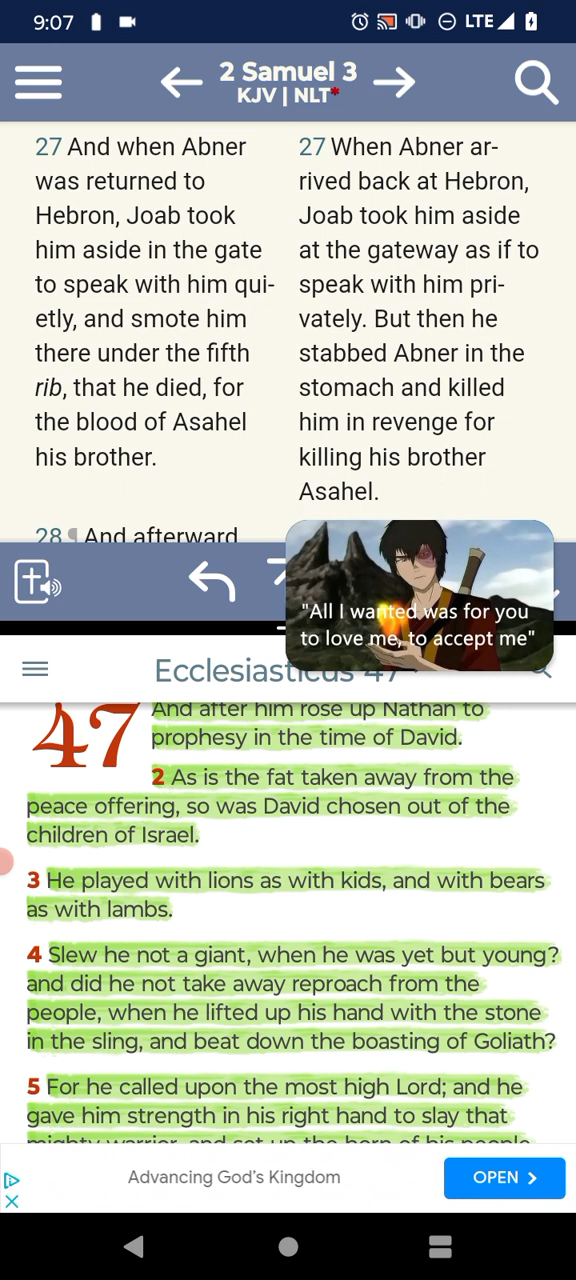 9:07
LTE
2 Samuel 3
KJV | NLT*
27 And when Abner
was returned to
Hebron, Joab took
him aside in the gate
to speak with him qui-
etly, and smote him
there under the fifth
rib, that he died, for
the blood of Asahel
his brother.
28 ¶ And afterward
27 When Abner ar-
rived back at Hebron,
Joab took him aside
at the gateway as if to
speak with him pri-
vately. But then he
stabbed Abner in the
stomach and killed
him in revenge for
killing his brother
Asahel.
"All I wanted was for you
to love me, to accept me"
Ecclesiasticus 47
47 And after him rose up Nathan to
prophesy in the time of David.
2 As is the fat taken away from the
peace offering, so was David chosen out of the
children of Israel.
3 He played with lions as with kids, and with bears
as with lambs.
4 Slew he not a giant, when he was yet but young?
and did he not take away reproach from the
people, when he lifted up his hand with the stone
in the sling, and beat down the boasting of Goliath?
5 For he called upon the most high Lord; and he
gave him strength in his right hand to slay that
mighty warrior, and set up the horn of his people
Advancing God's Kingdom
OPEN